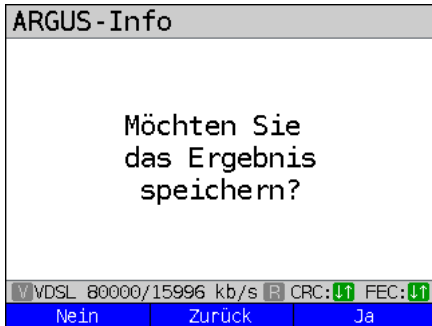 ARGUS-Info
Möchten Sie
das Ergebnis
speichern?
V VDSL 80000/15996 kb/s R CRC:↓↑ FEC:↓↑
Nein Zurück Ja